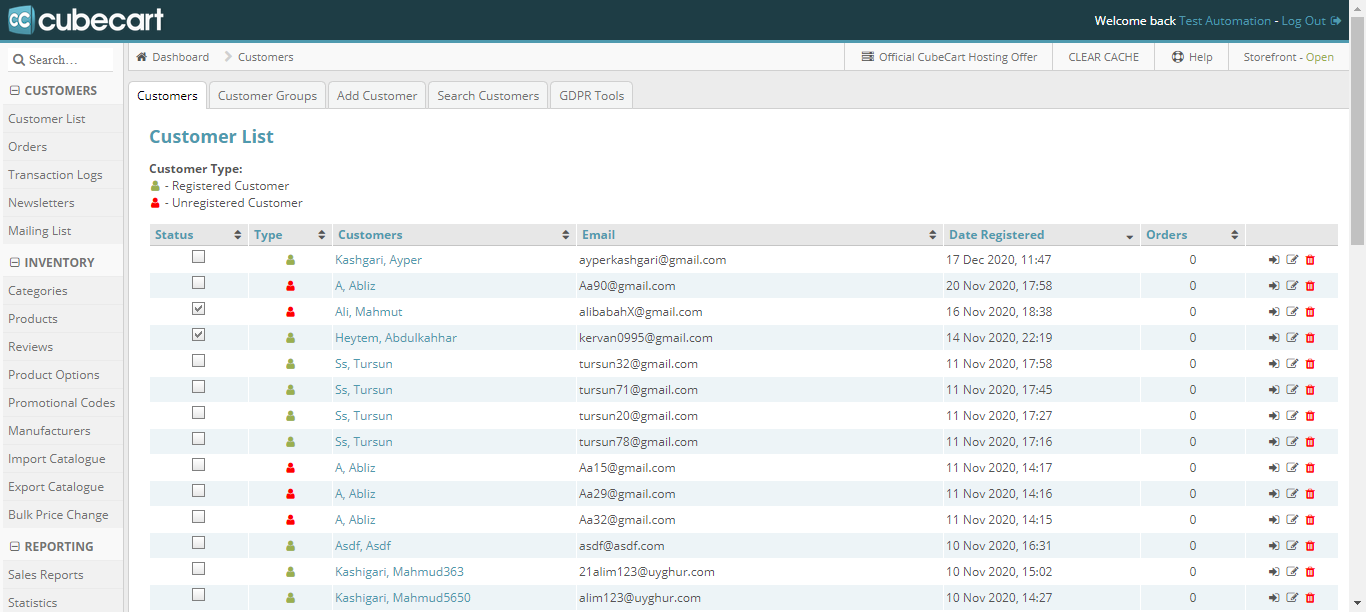 cc cubecart
Welcome back Test Automation - Log Out
Search...
Dashboard Customers
Official CubeCart Hosting Offer
CLEAR CACHE
Help
Storefront - Open
CUSTOMERS
Customer List
Orders
Transaction Logs
Newsletters
Mailing List
INVENTORY
Categories
Products
Reviews
Product Options
Promotional Codes
Manufacturers
Import Catalogue
Export Catalogue
Bulk Price Change
REPORTING
Sales Reports
Statistics
Customers Customer Groups Add Customer Search Customers GDPR Tools
Customer List
Customer Type:
- Registered Customer
- Unregistered Customer
Status Type Customers Email Date Registered Orders
Kashgari, Ayper ayperkashgari@gmail.com 17 Dec 2020, 11:47 0
A, Abliz Aa90@gmail.com 20 Nov 2020, 17:58 0
Ali, Mahmut alibabahX@gmail.com 16 Nov 2020, 18:38 0
Heytem, Abdulkahhar kervan0995@gmail.com 14 Nov 2020, 22:19 0
Ss, Tursun tursun32@gmail.com 11 Nov 2020, 17:58 0
Ss, Tursun tursun71@gmail.com 11 Nov 2020, 17:45 0
Ss, Tursun tursun20@gmail.com 11 Nov 2020, 17:27 0
Ss, Tursun tursun78@gmail.com 11 Nov 2020, 17:16 0
A, Abliz Aa15@gmail.com 11 Nov 2020, 14:17 0
A, Abliz Aa29@gmail.com 11 Nov 2020, 14:16 0
A, Abliz Aa32@gmail.com 11 Nov 2020, 14:15 0
Asdf, Asdf asdf@asdf.com 10 Nov 2020, 16:31 0
Kashigari, Mahmud363 21alim123@uyghur.com 10 Nov 2020, 15:02 0
Kashigari, Mahmud5650 alim123@uyghur.com 10 Nov 2020, 14:27 0